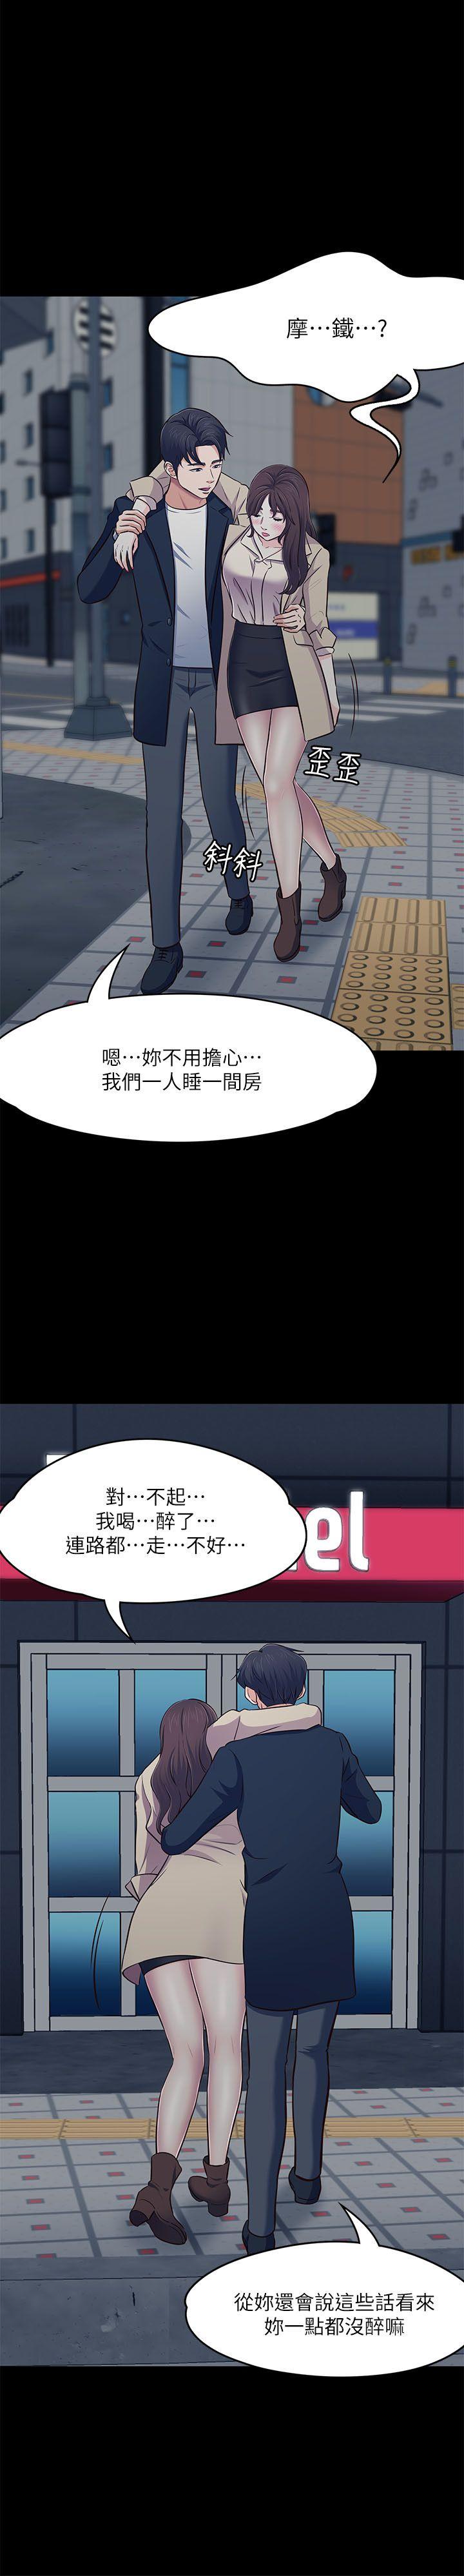 摩…鐵…?
歪歪
斜斜
嗯…妳不用擔心…
我們一人睡一間房
對…不起…
我喝…醉了…
連路都…走…不好…
tel
從妳還會說這些話看來
妳一點都沒醉嘛